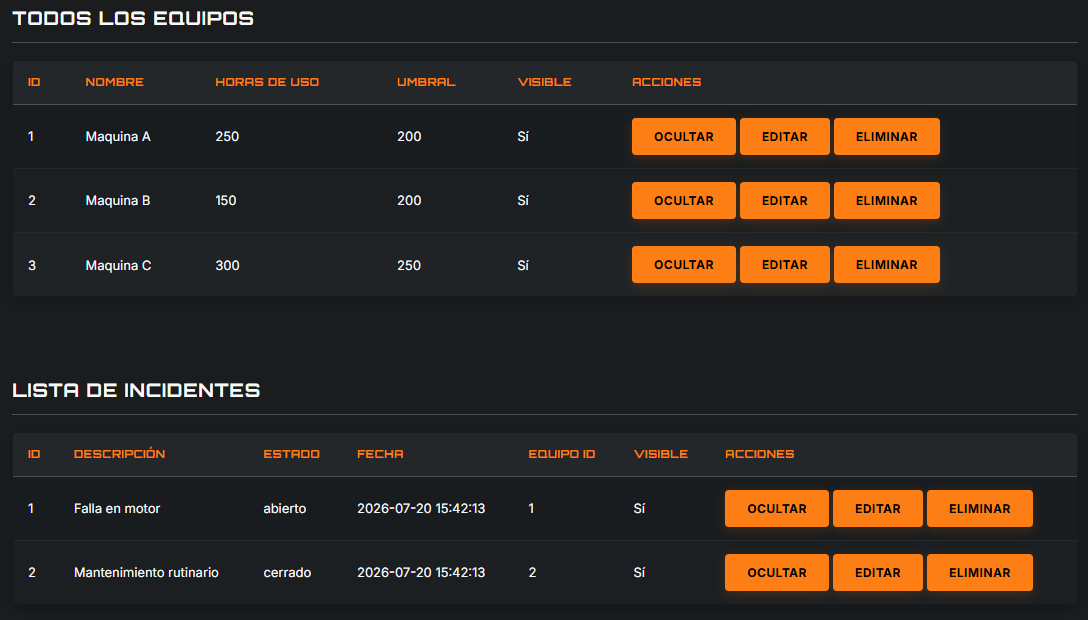 TODOS LOS EQUIPOS
ID NOMBRE HORAS DE USO UMBRAL VISIBLE ACCIONES
1 Maquina A 250 200 Sí OCULTAR EDITAR ELIMINAR
2 Maquina B 150 200 Sí OCULTAR EDITAR ELIMINAR
3 Maquina C 300 250 Sí OCULTAR EDITAR ELIMINAR
LISTA DE INCIDENTES
ID DESCRIPCIÓN ESTADO FECHA EQUIPO ID VISIBLE ACCIONES
1 Falla en motor abierto 2026-07-20 15:42:13 1 Sí OCULTAR EDITAR ELIMINAR
2 Mantenimiento rutinario cerrado 2026-07-20 15:42:13 2 Sí OCULTAR EDITAR ELIMINAR